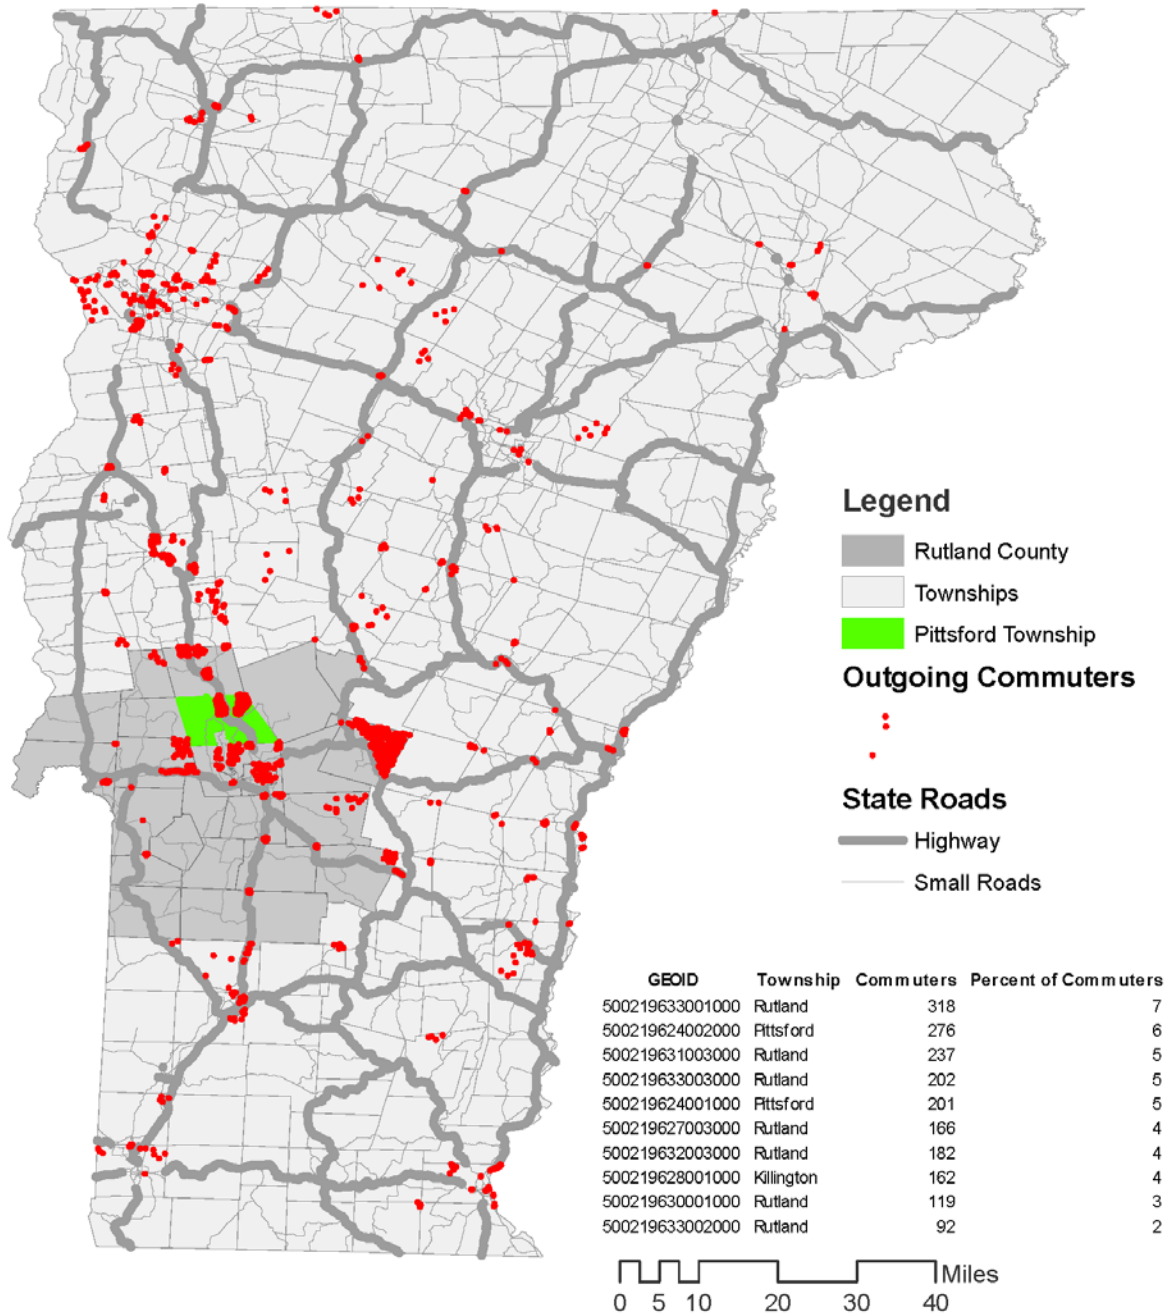 Legend
Rutland County
Townships
Pittsford Township
Outgoing Commuters
State Roads
Highway
Small Roads
GEOID Township Commuters Percent of Commuters
500219633001000 Rutland 318 7
500219624002000 Pittsford 276 6
500219631003000 Rutland 237 5
500219633003000 Rutland 202 5
500219624001000 Pittsford 201 5
500219627003000 Rutland 166 4
500219632003000 Rutland 182 4
500219628001000 Killington 162 4
500219630001000 Rutland 119 3
500219633002000 Rutland 92 2
Miles
0 5 10 20 30 40